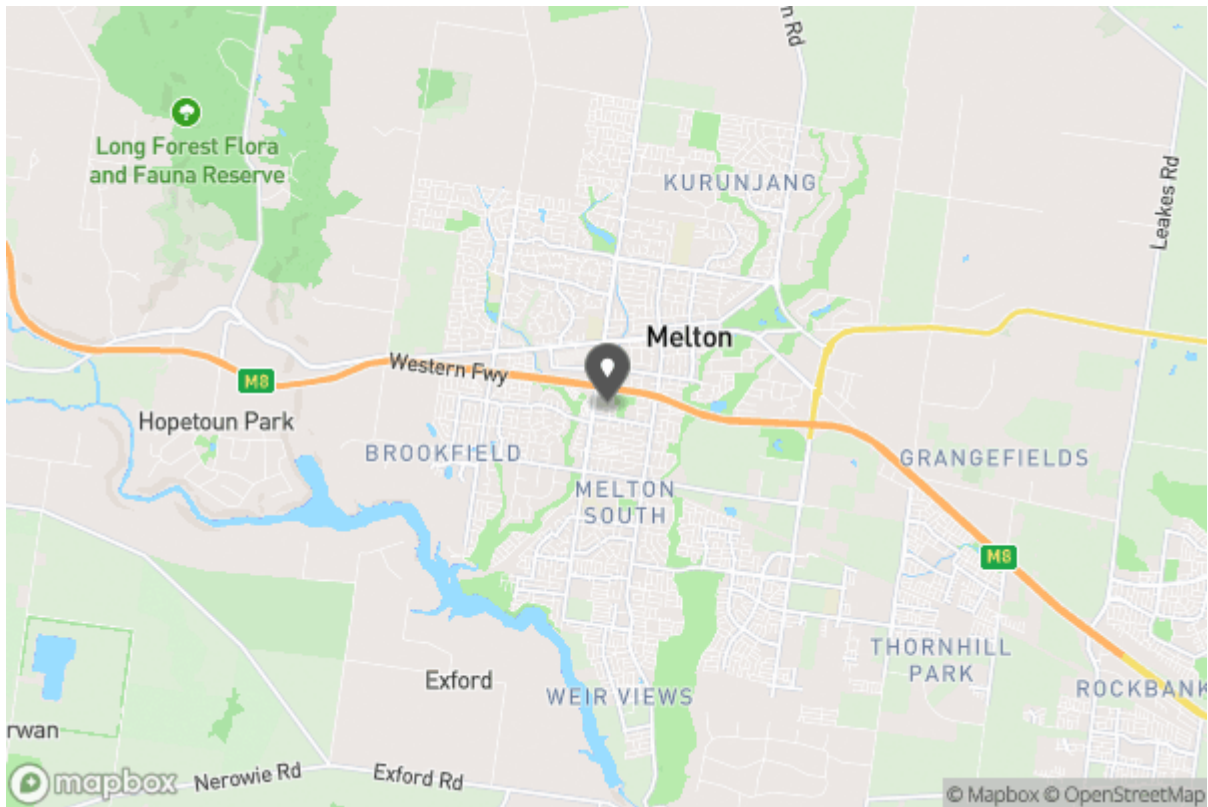 n Rd
Long Forest Flora
and Fauna Reserve
KURUNJANG
Leakes Rd
Melton
Western Fwy
M8
Hopetoun Park
BROOKFIELD
GRANGEFIELDS
MELTON
SOUTH
M8
THORNHILL
PARK
Exford
WEIR VIEWS
ROCKBANK
rwan
Nerowie Rd
Exford Rd
mapbox
© Mapbox © OpenStreetMap